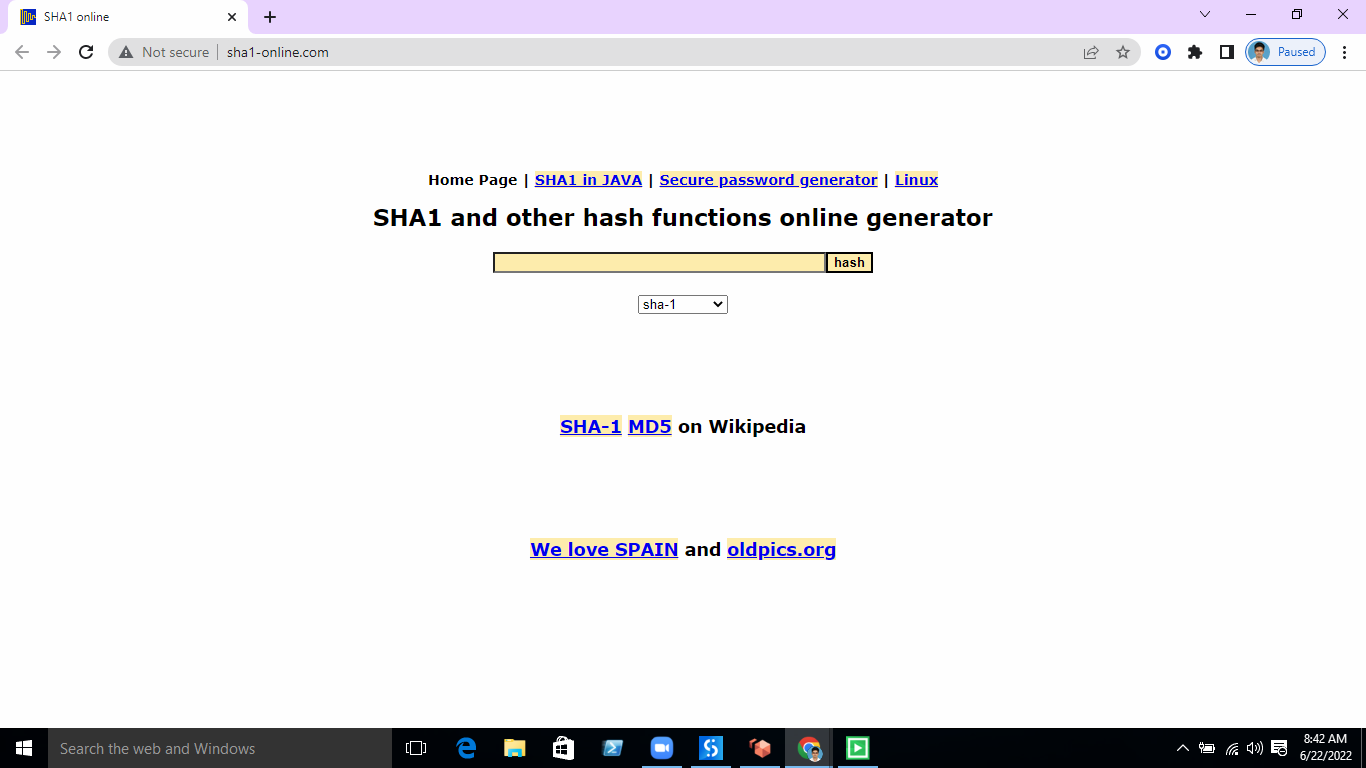 SHA1 online
Not secure sha1-online.com Paused
Home Page | SHA1 in JAVA | Secure password generator | Linux
SHA1 and other hash functions online generator
hash
sha-1
SHA-1 MD5 on Wikipedia
We love SPAIN and oldpics.org
Search the web and Windows
8:42 AM
6/22/2022